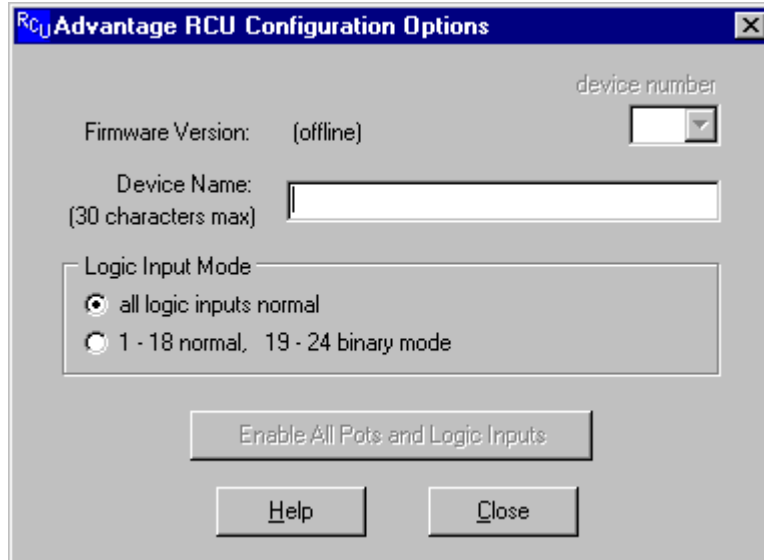 RCU Advantage RCU Configuration Options
device number
Firmware Version: (offline)
Device Name:
(30 characters max)
Logic Input Mode
all logic inputs normal
1 - 18 normal, 19 - 24 binary mode
Enable All Pots and Logic Inputs
Help Close